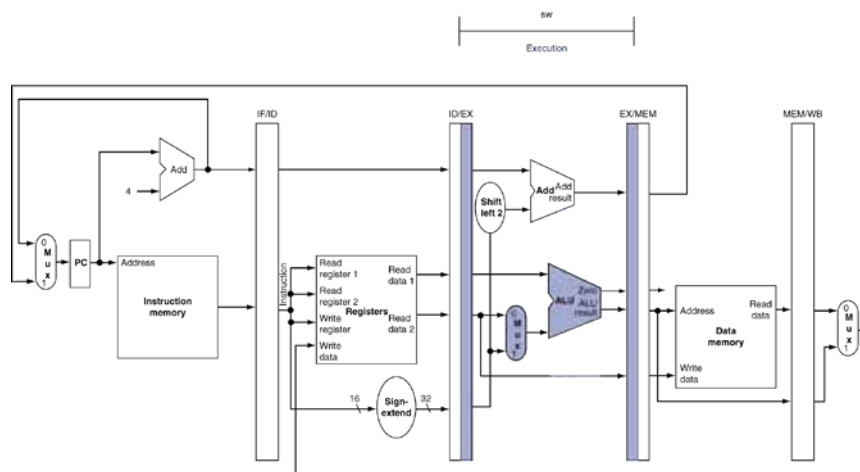 sw
Execution
IF/ID
ID/EX
EX/MEM
MEM/WB
Add
4
Shift
left 2
Add Add
result
0
M
u
x
1
PC
Address
Instruction
memory
Instruction
Read
register 1
Read
register 2
Write
register
Write
data
Registers
Read
data 1
Read
data 2
16
Sign-
extend
32
0
M
u
x
1
Zero
ALU ALU
result
Address
Read
data
Data
memory
Write
data
0
M
u
x
1